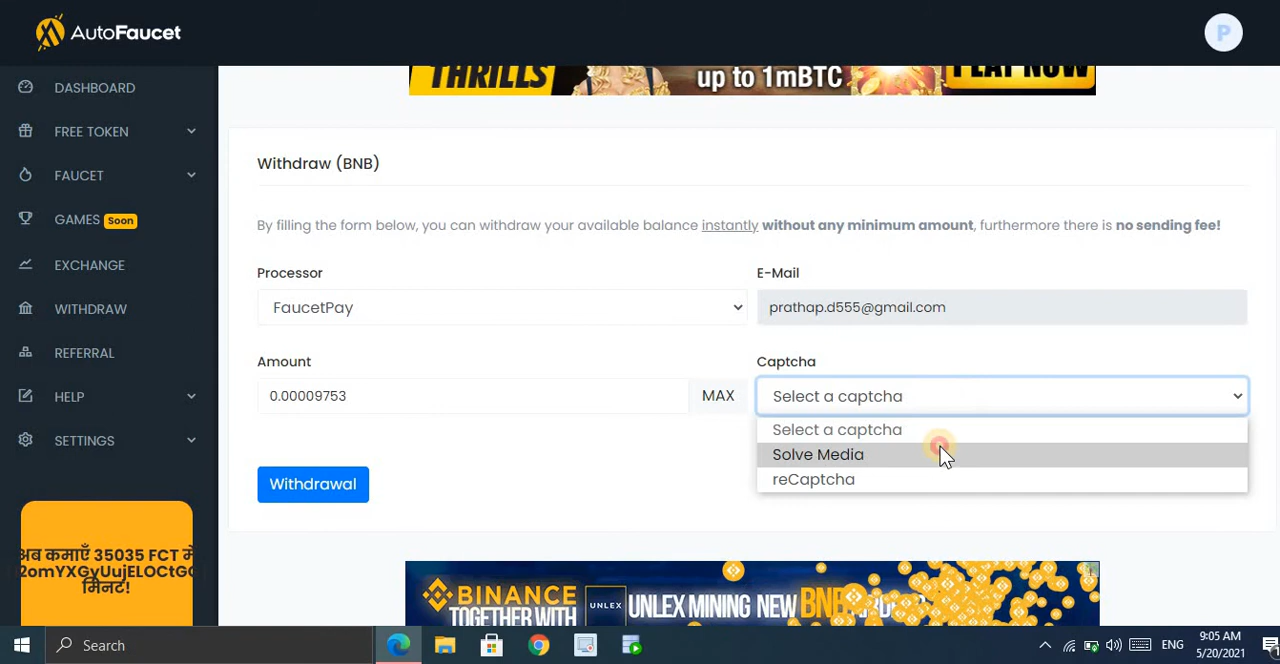 AutoFaucet
P
THRILLS
up to 1mBTC
PLAY NOW
DASHBOARD
FREE TOKEN
FAUCET
GAMES Soon
EXCHANGE
WITHDRAW
REFERRAL
HELP
SETTINGS
अब कमाएँ 35035 FCT में
मिनट!
Withdraw (BNB)
By filling the form below, you can withdraw your available balance instantly without any minimum amount, furthermore there is no sending fee!
Processor
E-Mail
FaucetPay
prathap.d555@gmail.com
Amount
Captcha
0.00009753
MAX
Select a captcha
Select a captcha
Solve Media
reCaptcha
Withdrawal
BINANCE
TOGETHER WITH
UNLEX
UNLEX MINING NEW BNB
Search
ENG
9:05 AM
5/20/2021